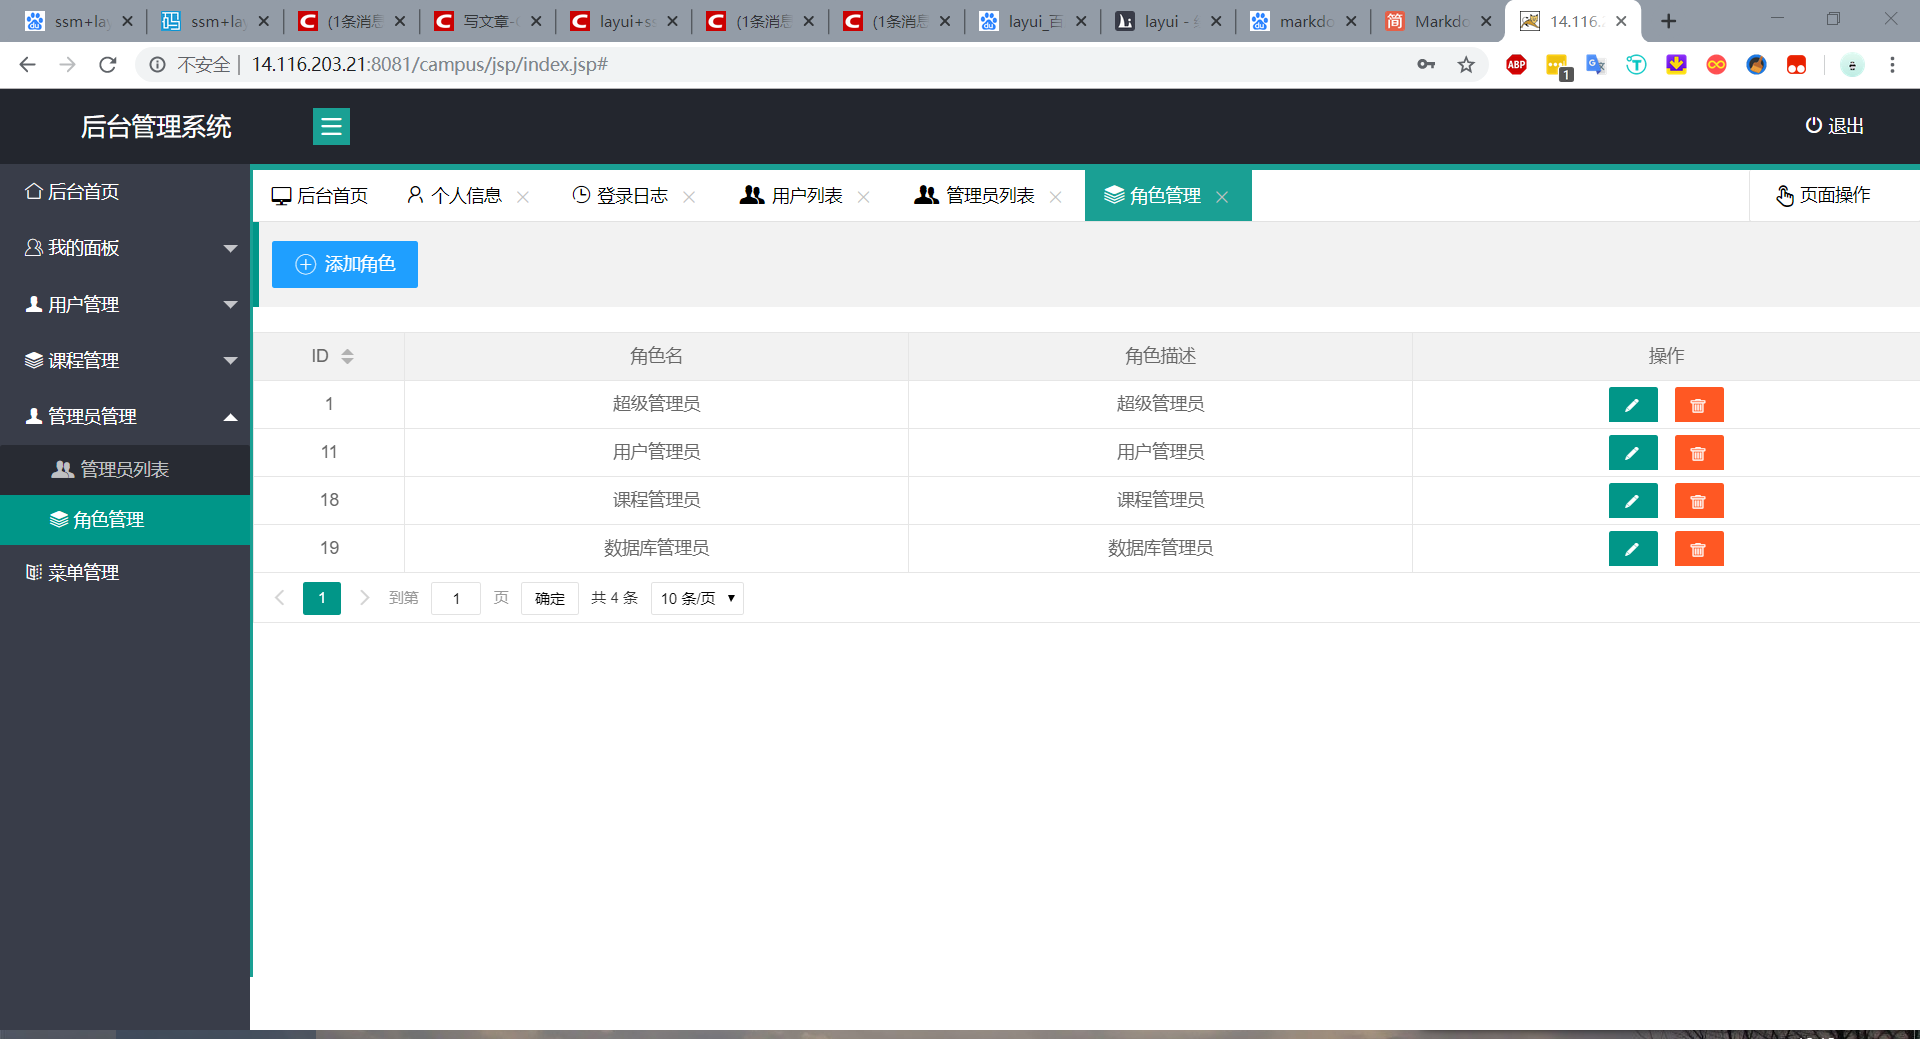 ssm+lay
ssm+lay
(1条消息
写文章-C
layui+ss
(1条消息
(1条消息
layui_百
layui - 纟
markdo
Markdo
14.116.2
不安全 | 14.116.203.21:8081/campus/jsp/index.jsp#
ABP
1
后台管理系统
退出
后台首页
我的面板
用户管理
课程管理
管理员管理
管理员列表
角色管理
菜单管理
后台首页
个人信息
登录日志
用户列表
管理员列表
角色管理
页面操作
添加角色
ID 角色名 角色描述 操作
1 超级管理员 超级管理员
11 用户管理员 用户管理员
18 课程管理员 课程管理员
19 数据库管理员 数据库管理员
1 到第 1 页 确定 共 4 条 10 条/页